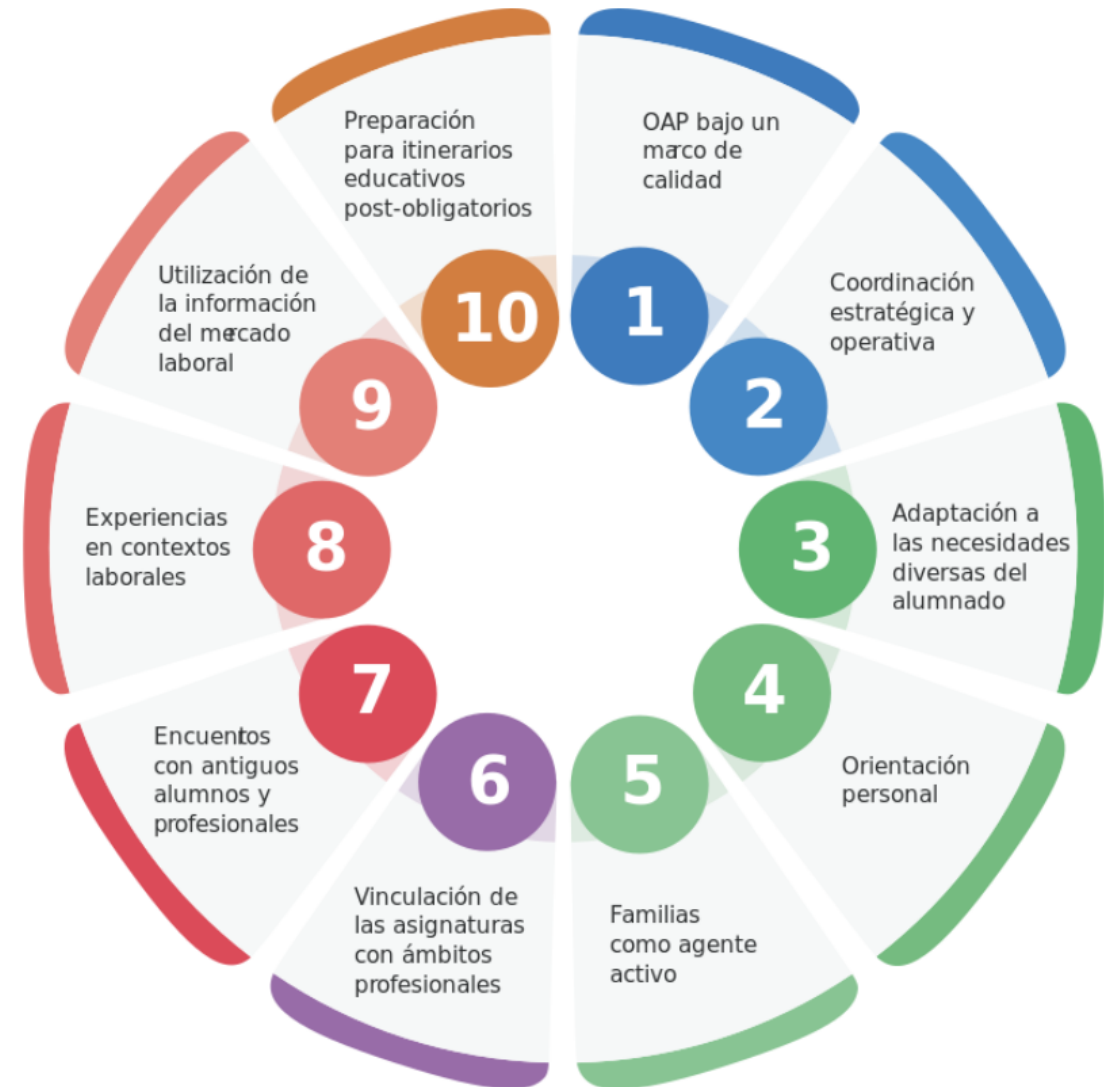 1
OAP bajo un
marco de
calidad
2
Coordinación
estratégica y
operativa
3
Adaptación a
las necesidades
diversas del
alumnado
4
Orientación
personal
5
Familias
como agente
activo
6
Vinculación de
las asignaturas
con ámbitos
profesionales
7
Encuentos
con antiguos
alumnos y
profesionales
8
Experiencias
en contextos
laborales
9
Utilización de
la información
del mercado
laboral
10
Preparación
para itinerarios
educativos
post-obligatorios